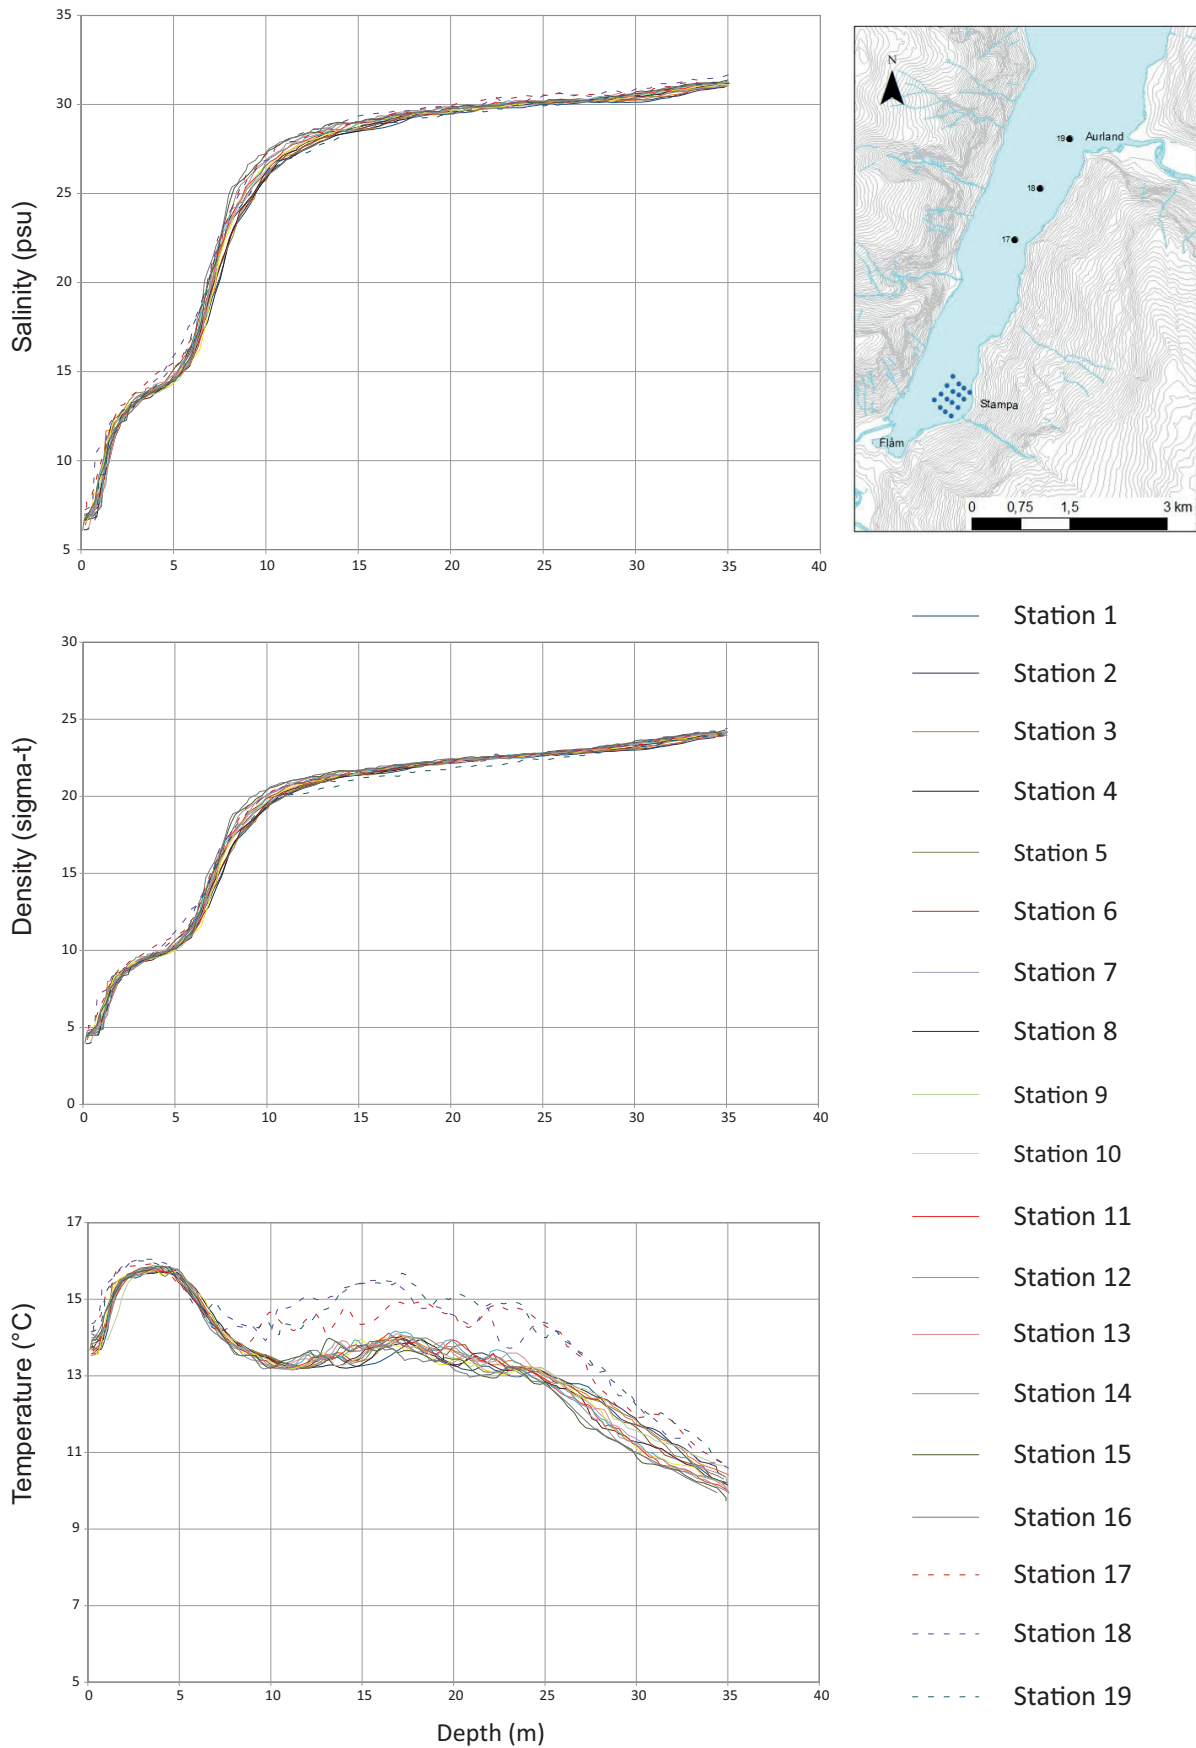 35
30
25
20
15
10
5
Salinity (psu)
0
5
10
15
20
25
30
35
40
N
19
Aurland
18
17
Stampa
Flåm
0
0,75
1,5
3 km
30
25
20
15
10
5
0
Density (sigma-t)
0
5
10
15
20
25
30
35
40
17
15
13
11
9
7
5
Temperature (°C)
0
5
10
15
20
25
30
35
40
Depth (m)
Station 1
Station 2
Station 3
Station 4
Station 5
Station 6
Station 7
Station 8
Station 9
Station 10
Station 11
Station 12
Station 13
Station 14
Station 15
Station 16
Station 17
Station 18
Station 19